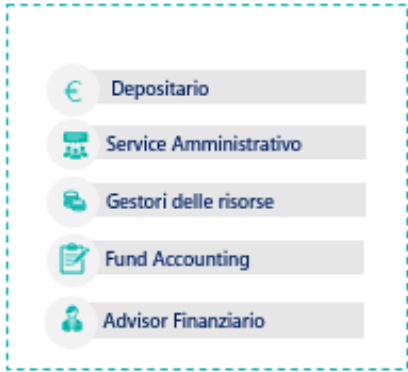 € Depositario
Service Amministrativo
Gestori delle risorse
Fund Accounting
Advisor Finanziario